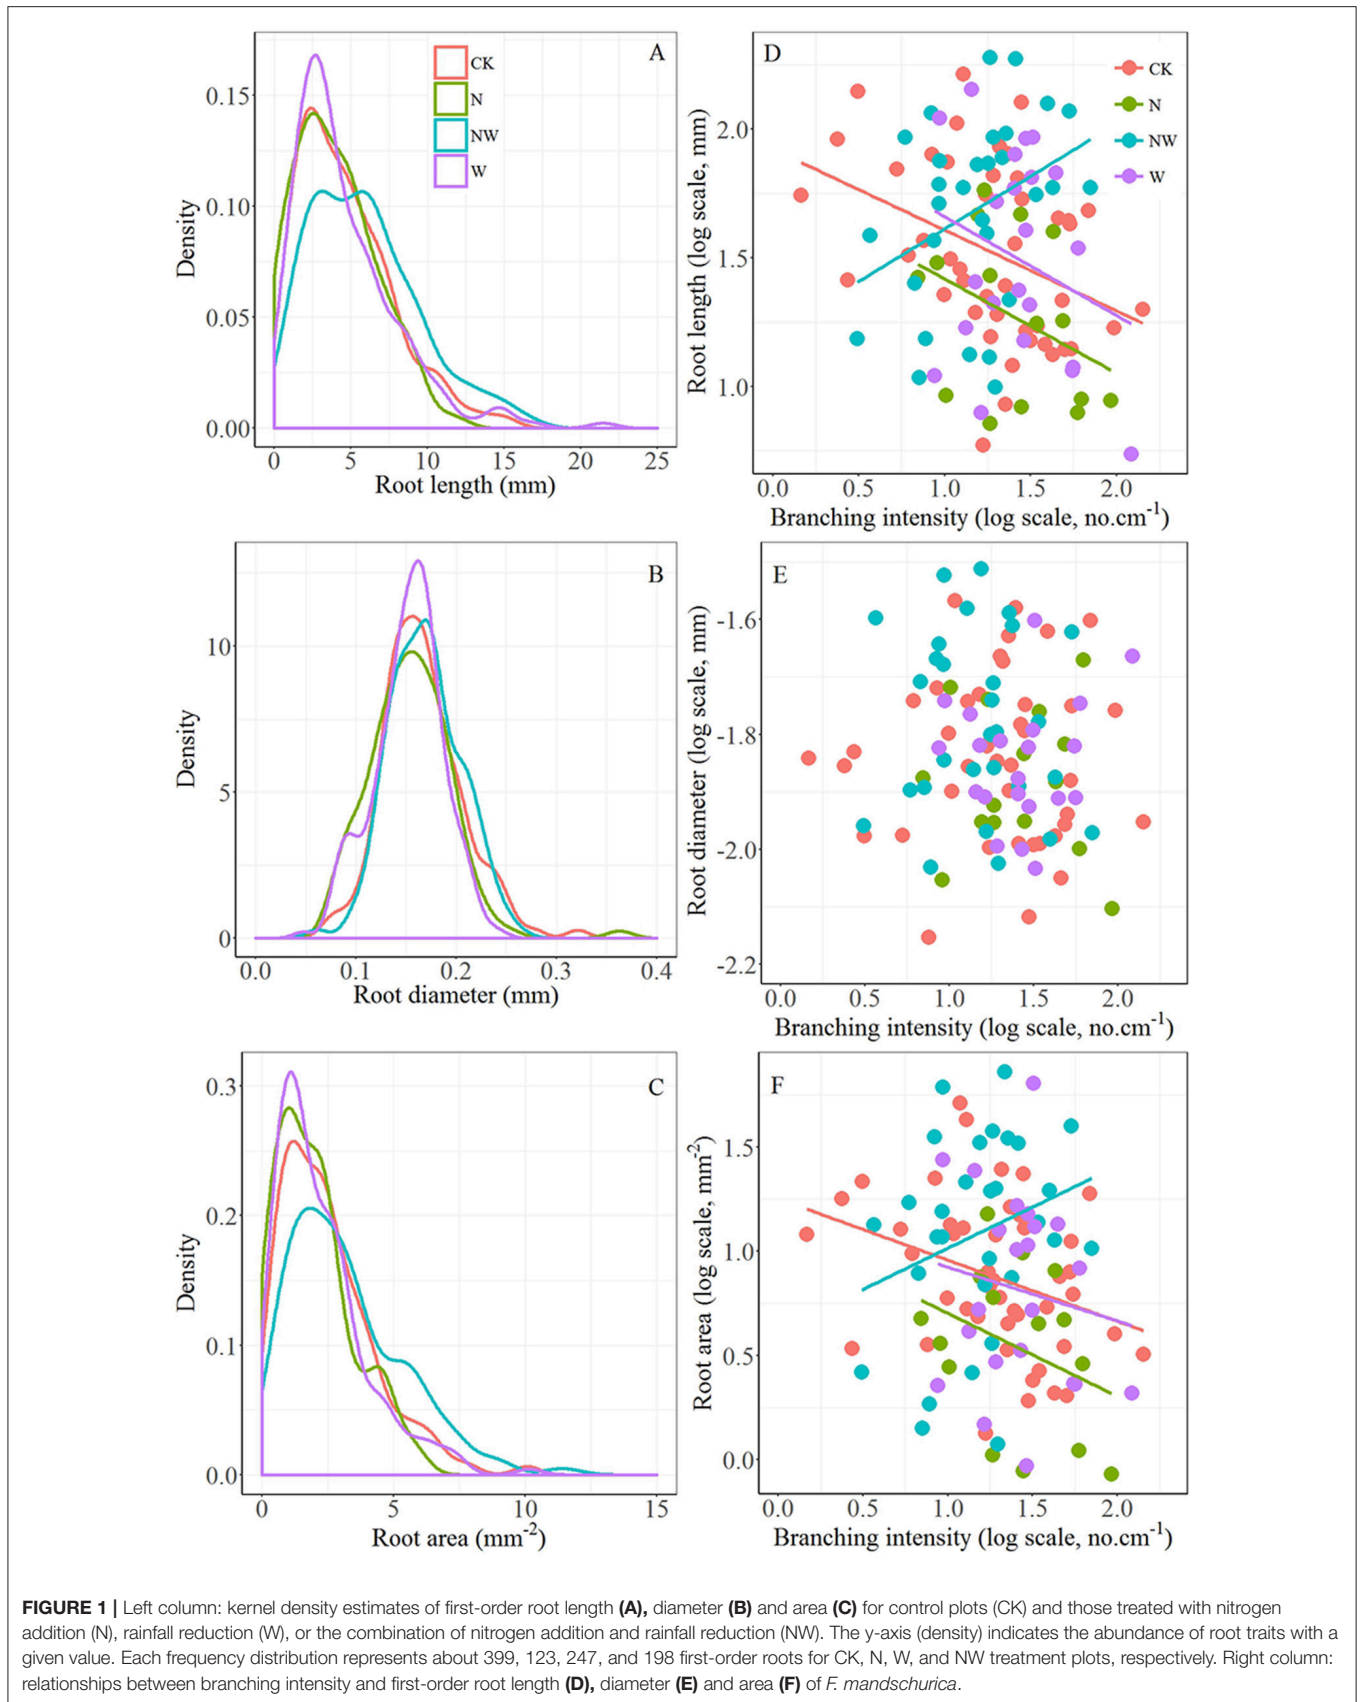 A
CK
N
NW
W
0.15
0.10
0.05
0.00
Density
0 5 10 15 20 25
Root length (mm)
D
CK
N
NW
W
2.0
1.5
1.0
Root length (log scale, mm)
0.0 0.5 1.0 1.5 2.0
Branching intensity (log scale, no.cm-1)
B
10
5
0
Density
0.0 0.1 0.2 0.3 0.4
Root diameter (mm)
E
-1.6
-1.8
-2.0
-2.2
Root diameter (log scale, mm)
0.0 0.5 1.0 1.5 2.0
Branching intensity (log scale, no.cm-1)
C
0.3
0.2
0.1
0.0
Density
0 5 10 15
Root area (mm-2)
F
1.5
1.0
0.5
0.0
Root area (log scale, mm-2)
0.0 0.5 1.0 1.5 2.0
Branching intensity (log scale, no.cm-1)
FIGURE 1 | Left column: kernel density estimates of first-order root length (A), diameter (B) and area (C) for control plots (CK) and those treated with nitrogen
addition (N), rainfall reduction (W), or the combination of nitrogen addition and rainfall reduction (NW). The y-axis (density) indicates the abundance of root traits with a
given value. Each frequency distribution represents about 399, 123, 247, and 198 first-order roots for CK, N, W, and NW treatment plots, respectively. Right column:
relationships between branching intensity and first-order root length (D), diameter (E) and area (F) of F. mandschurica.